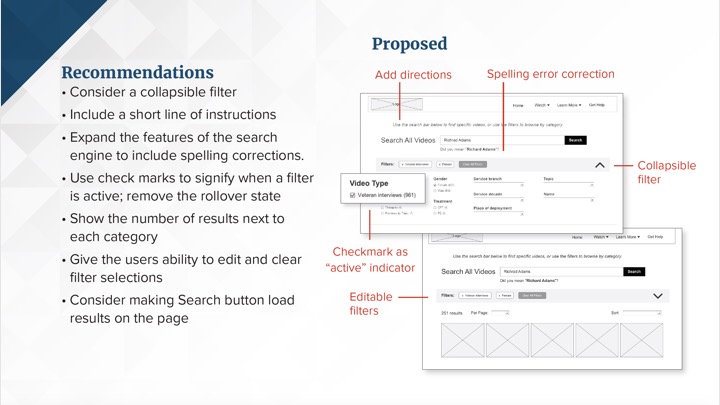 Proposed
Recommendations
• Consider a collapsible filter
• Include a short line of instructions
• Expand the features of the search
engine to include spelling corrections.
• Use check marks to signify when a filter
is active; remove the rollover state
• Show the number of results next to
each category
• Give the users ability to edit and clear
filter selections
• Consider making Search button load
results on the page
Add directions
Spelling error correction
Home Watch Learn More Get Help
Use the search bar below to find specific videos, or use the filters to browse by category.
Search All Videos Richrad Adams Search
Did you mean "Richard Adams"?
Filters:
Collapsible
filter
Video Type
Veteran interviews (961)
Gender
Treatment
Service branch
Service decade
Place of deployment
Topic
Name
Checkmark as
"active" indicator
Home Watch Learn More Get Help
Use the search bar below to find specific videos, or use the filters to browse by category.
Search All Videos Richrad Adams Search
Did you mean "Richard Adams"?
Filters:
Editable
filters
251 results Per Page Sort